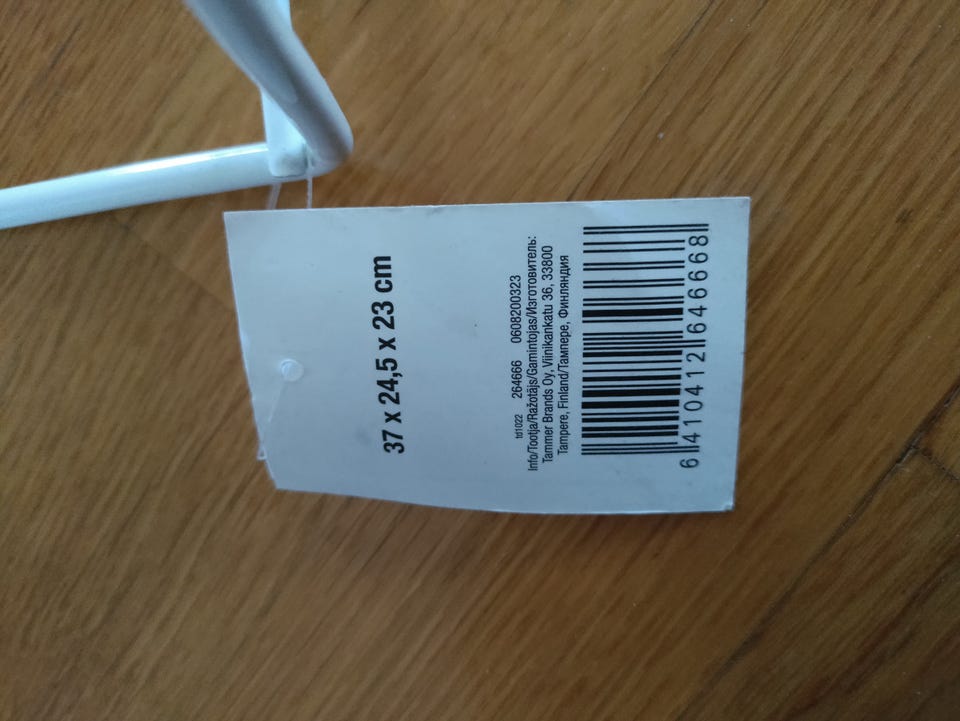 37 x 24,5 x 23 cm
td1022 264666 0608200323
Info/Tootja/Ražotājs/Gamintojas/Изготовитель:
Tammer Brands Oy, Viinikankatu 36, 33800
Tampere, Finland/Тампере, Финляндия
6 410412 646668